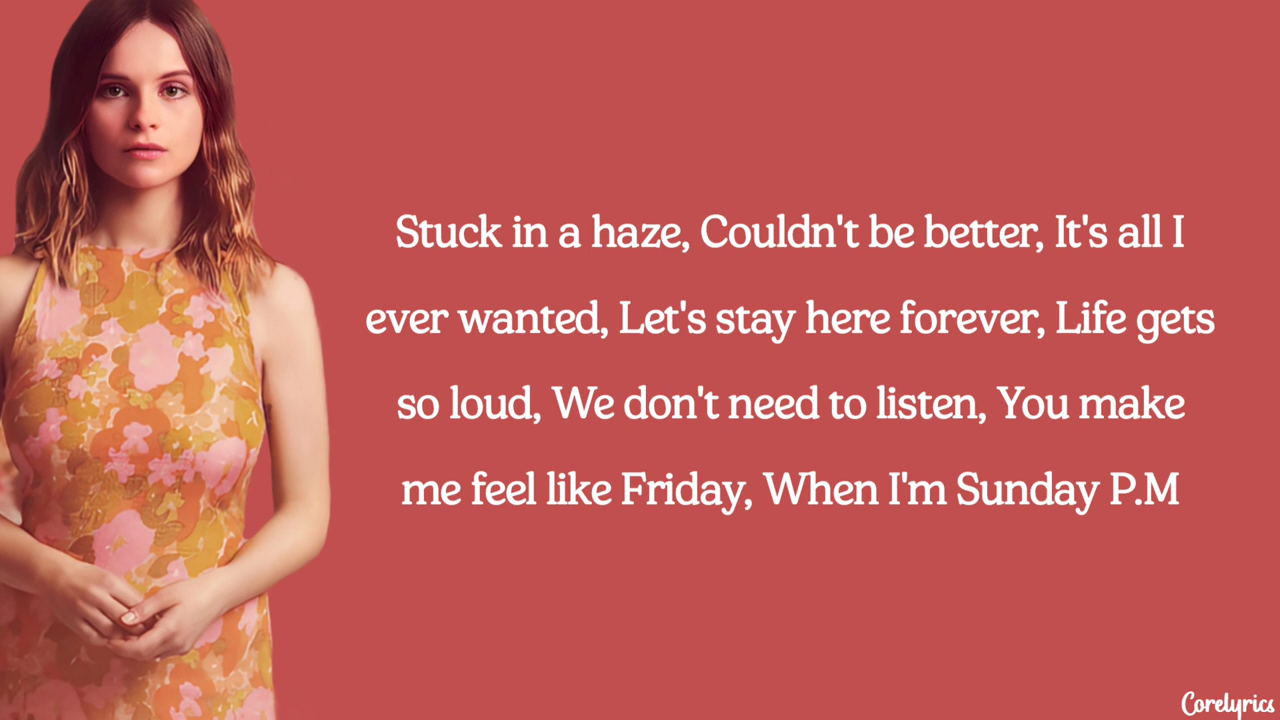 Stuck in a haze, Couldn't be better, It's all I
ever wanted, Let's stay here forever, Life gets
so loud, We don't need to listen, You make
me feel like Friday, When I'm Sunday P.M
Corelyrics